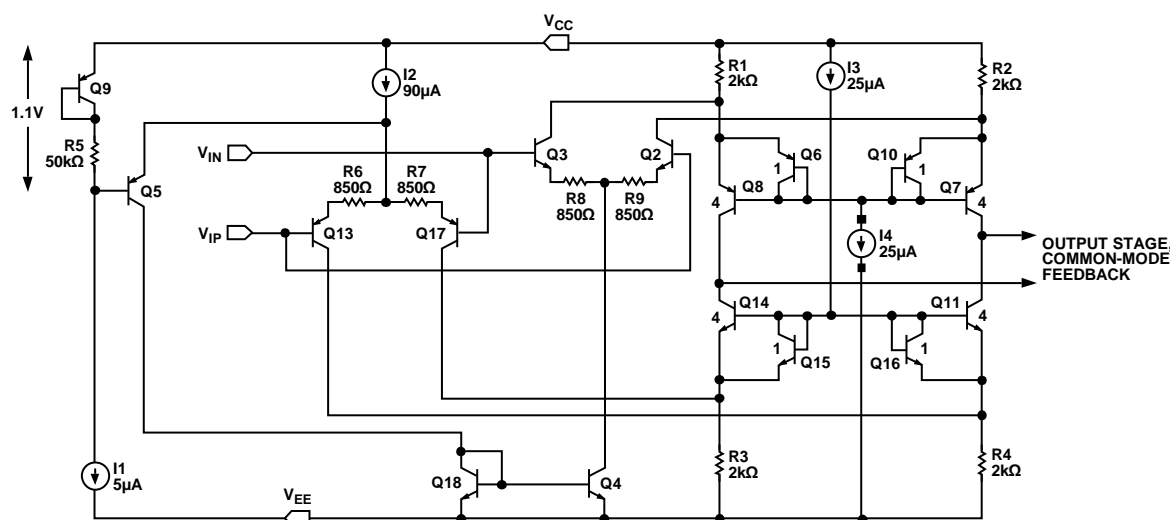 VCC
1.1V
Q9
R5
50kΩ
I2
90μA
R1
2kΩ
I3
25μA
R2
2kΩ
VIN
Q5
Q3
Q2
Q6
1
Q10
1
R6
850Ω
R7
850Ω
R8
850Ω
R9
850Ω
Q8
4
Q7
4
VIP
Q13
Q17
I4
25μA
OUTPUT STAGE,
COMMON-MODE
FEEDBACK
Q14
4
Q11
4
1
Q15
Q16
1
I1
5μA
VEE
Q18
Q4
R3
2kΩ
R4
2kΩ